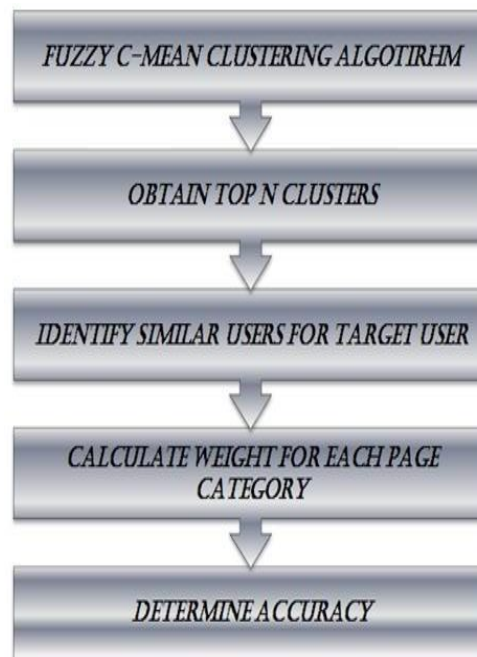 FUZZY C-MEAN CLUSTERING ALGOTIRHM
OBTAIN TOP N CLUSTERS
IDENTIFY SIMILAR USERS FOR TARGET USER
CALCULATE WEIGHT FOR EACH PAGE
CATEGORY
DETERMINE ACCURACY